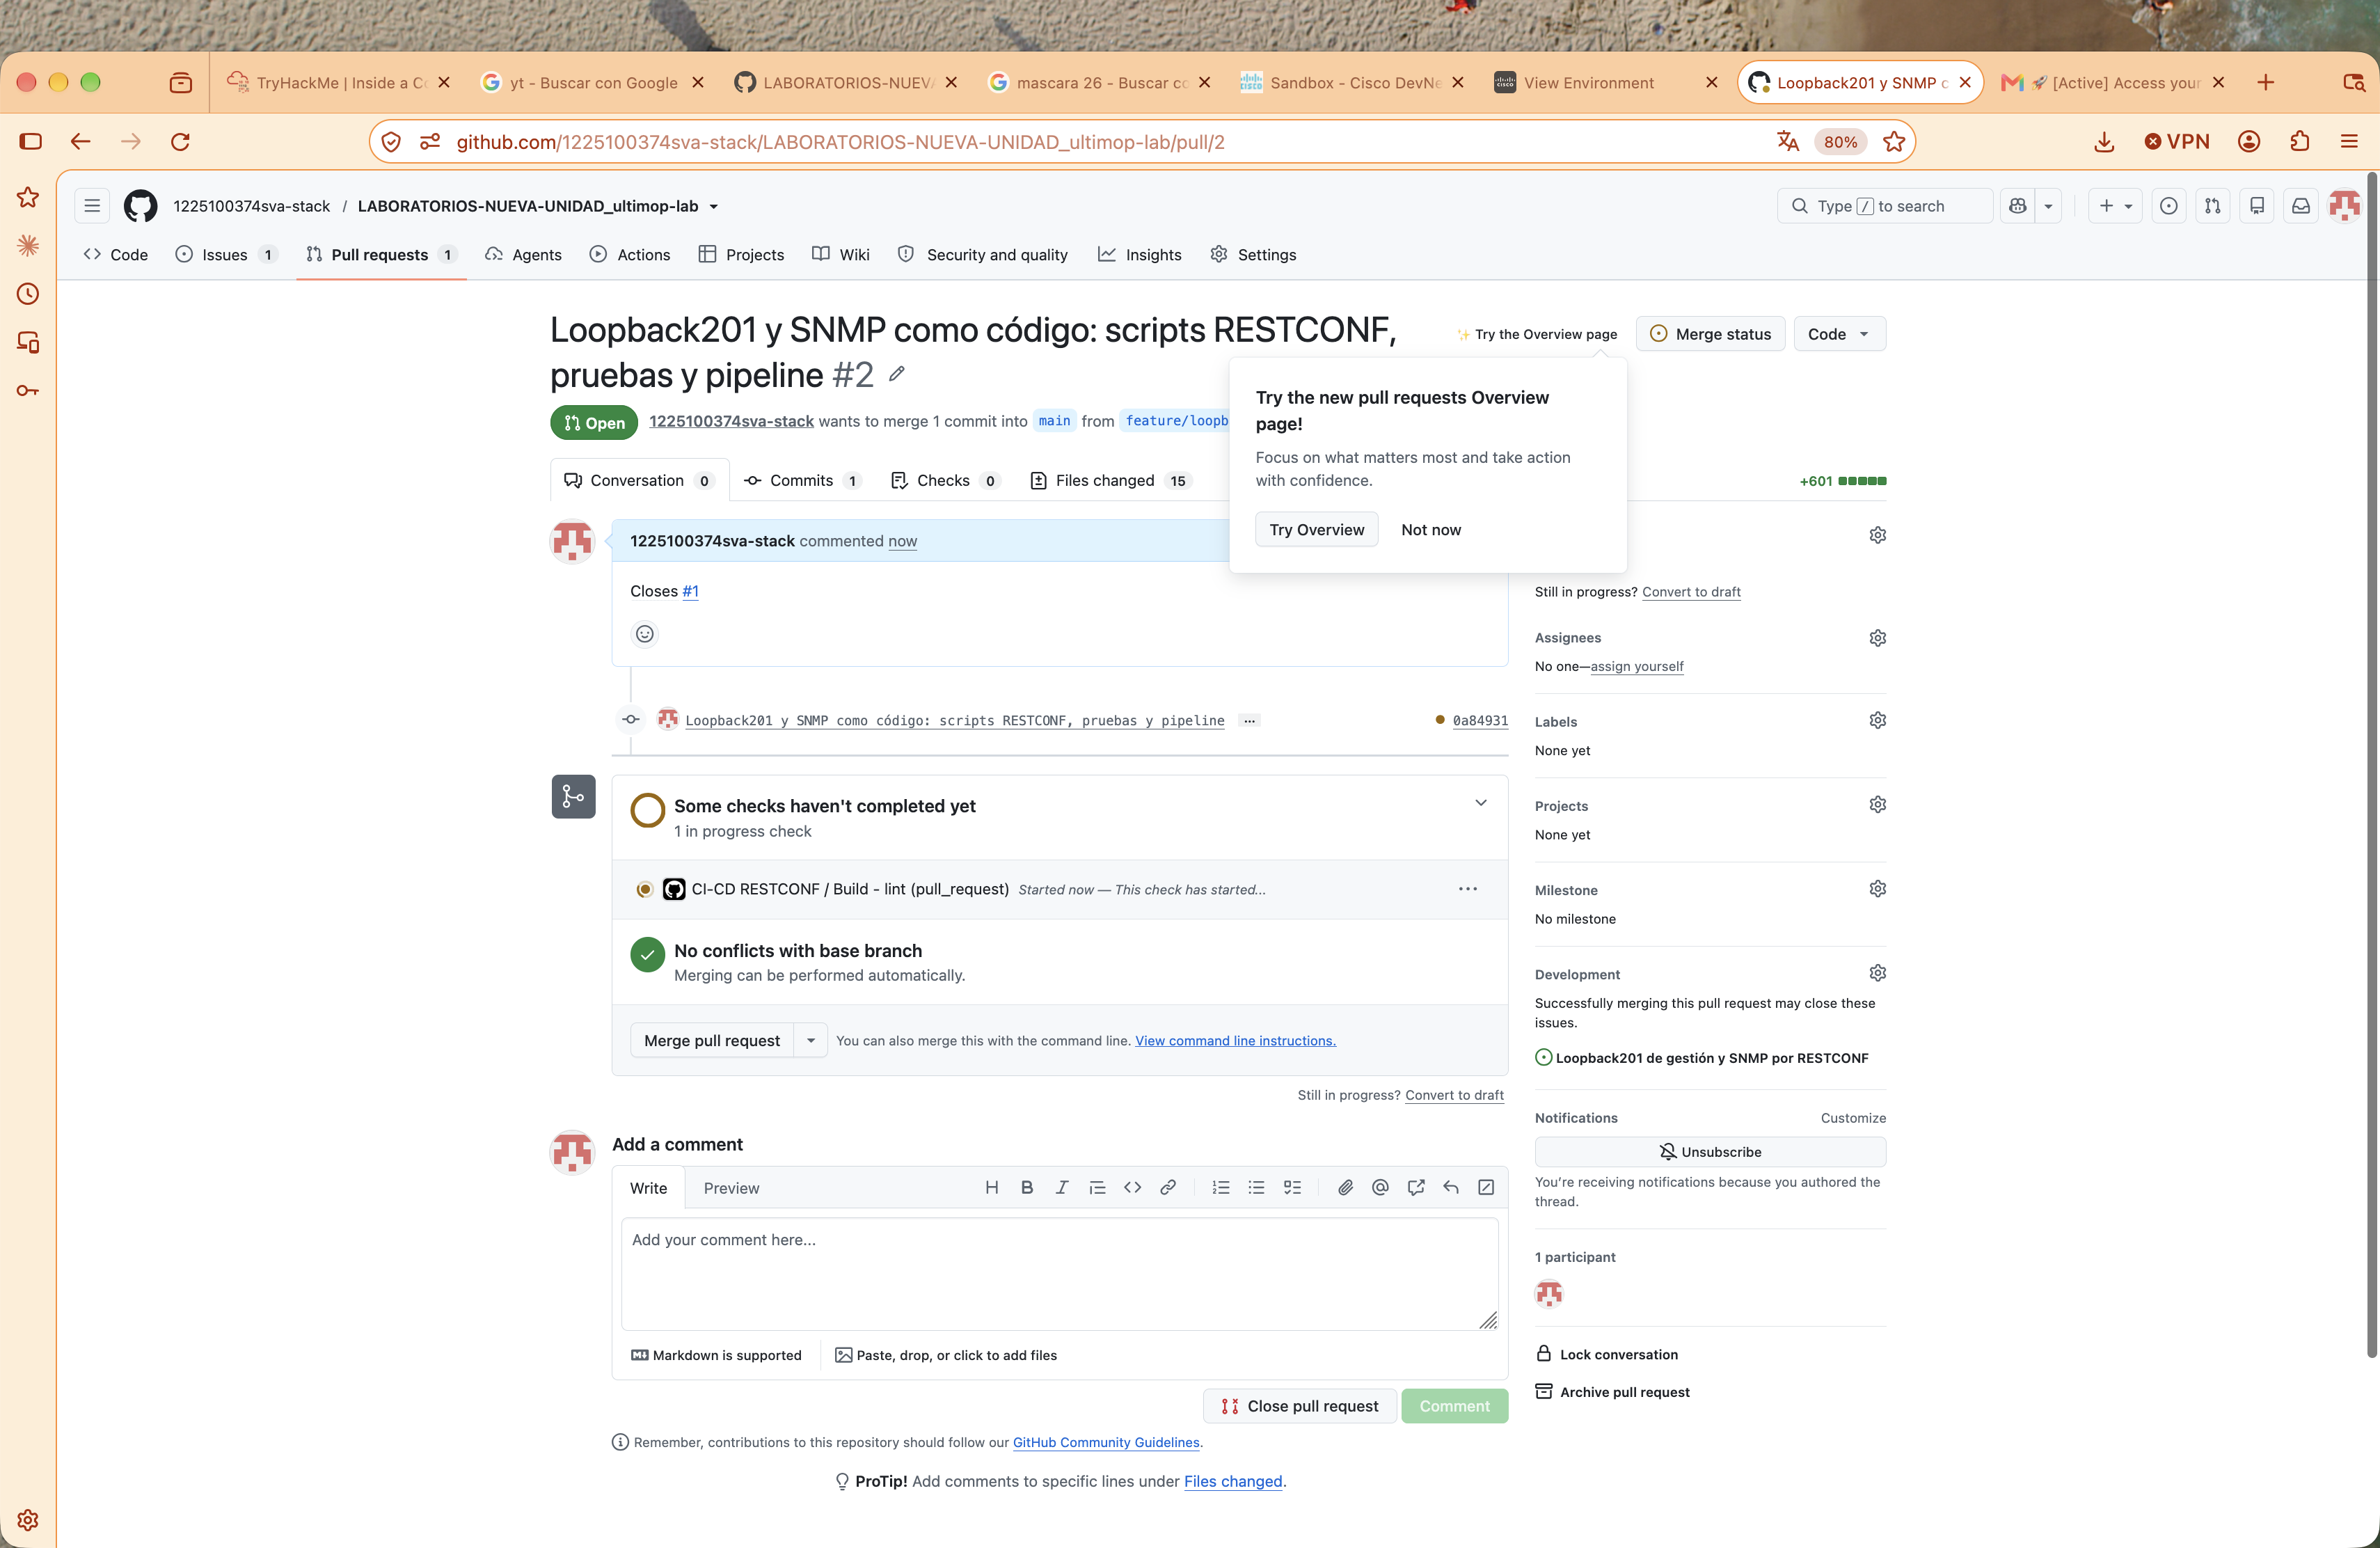 TryHackMe | Inside a Co
yt - Buscar con Google
LABORATORIOS-NUEVA
mascara 26 - Buscar co
Sandbox - Cisco DevNe
View Environment
Loopback201 y SNMP c
🚀 [Active] Access your
github.com/1225100374sva-stack/LABORATORIOS-NUEVA-UNIDAD_ultimop-lab/pull/2
80%
VPN
1225100374sva-stack / LABORATORIOS-NUEVA-UNIDAD_ultimop-lab
Type / to search
Code
Issues 1
Pull requests 1
Agents
Actions
Projects
Wiki
Security and quality
Insights
Settings
Loopback201 y SNMP como código: scripts RESTCONF,
pruebas y pipeline #2
✨ Try the Overview page
Merge status
Code
Open
1225100374sva-stack wants to merge 1 commit into main from feature/loopb
Try the new pull requests Overview
page!
Focus on what matters most and take action
with confidence.
Try Overview
Not now
Conversation 0
Commits 1
Checks 0
Files changed 15
+601
1225100374sva-stack commented now
Closes #1
Loopback201 y SNMP como código: scripts RESTCONF, pruebas y pipeline ...
0a84931
Some checks haven't completed yet
1 in progress check
CI-CD RESTCONF / Build - lint (pull_request) Started now — This check has started...
No conflicts with base branch
Merging can be performed automatically.
Merge pull request
You can also merge this with the command line. View command line instructions.
Still in progress? Convert to draft
Add a comment
Write
Preview
Add your comment here...
Markdown is supported
Paste, drop, or click to add files
Close pull request
Comment
Remember, contributions to this repository should follow our GitHub Community Guidelines.
ProTip! Add comments to specific lines under Files changed.
Still in progress? Convert to draft
Assignees
No one—assign yourself
Labels
None yet
Projects
None yet
Milestone
No milestone
Development
Successfully merging this pull request may close these
issues.
Loopback201 de gestión y SNMP por RESTCONF
Notifications
Customize
Unsubscribe
You're receiving notifications because you authored the
thread.
1 participant
Lock conversation
Archive pull request